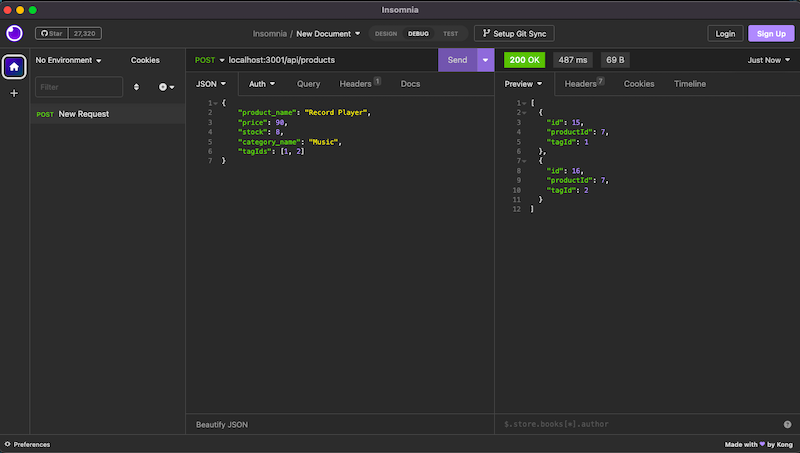 Insomnia
Star 27,320
Insomnia / New Document
DESIGN DEBUG TEST
Setup Git Sync
Login
Sign Up
No Environment
Cookies
Filter
POST New Request
POST localhost:3001/api/products
Send
JSON Auth Query Headers 1 Docs
1 {
2 "product_name": "Record Player",
3 "price": 90,
4 "stock": 8,
5 "category_name": "Music",
6 "tagIds": [1, 2]
7 }
Beautify JSON
200 OK 487 ms 69 B Just Now
Preview Headers 7 Cookies Timeline
1 [
2 {
3 "id": 15,
4 "productId": 7,
5 "tagId": 1
6 },
7 {
8 "id": 16,
9 "productId": 7,
10 "tagId": 2
11 }
12 ]
$.store.books[*].author
Preferences
Made with ❤ by Kong